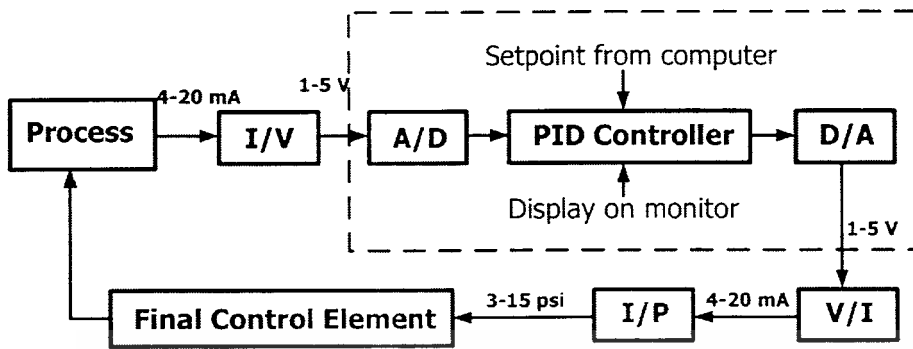 Setpoint from computer
4-20 mA
1-5 V
Process
I/V
A/D
PID Controller
D/A
Display on monitor
1-5 V
Final Control Element
3-15 psi
I/P
4-20 mA
V/I